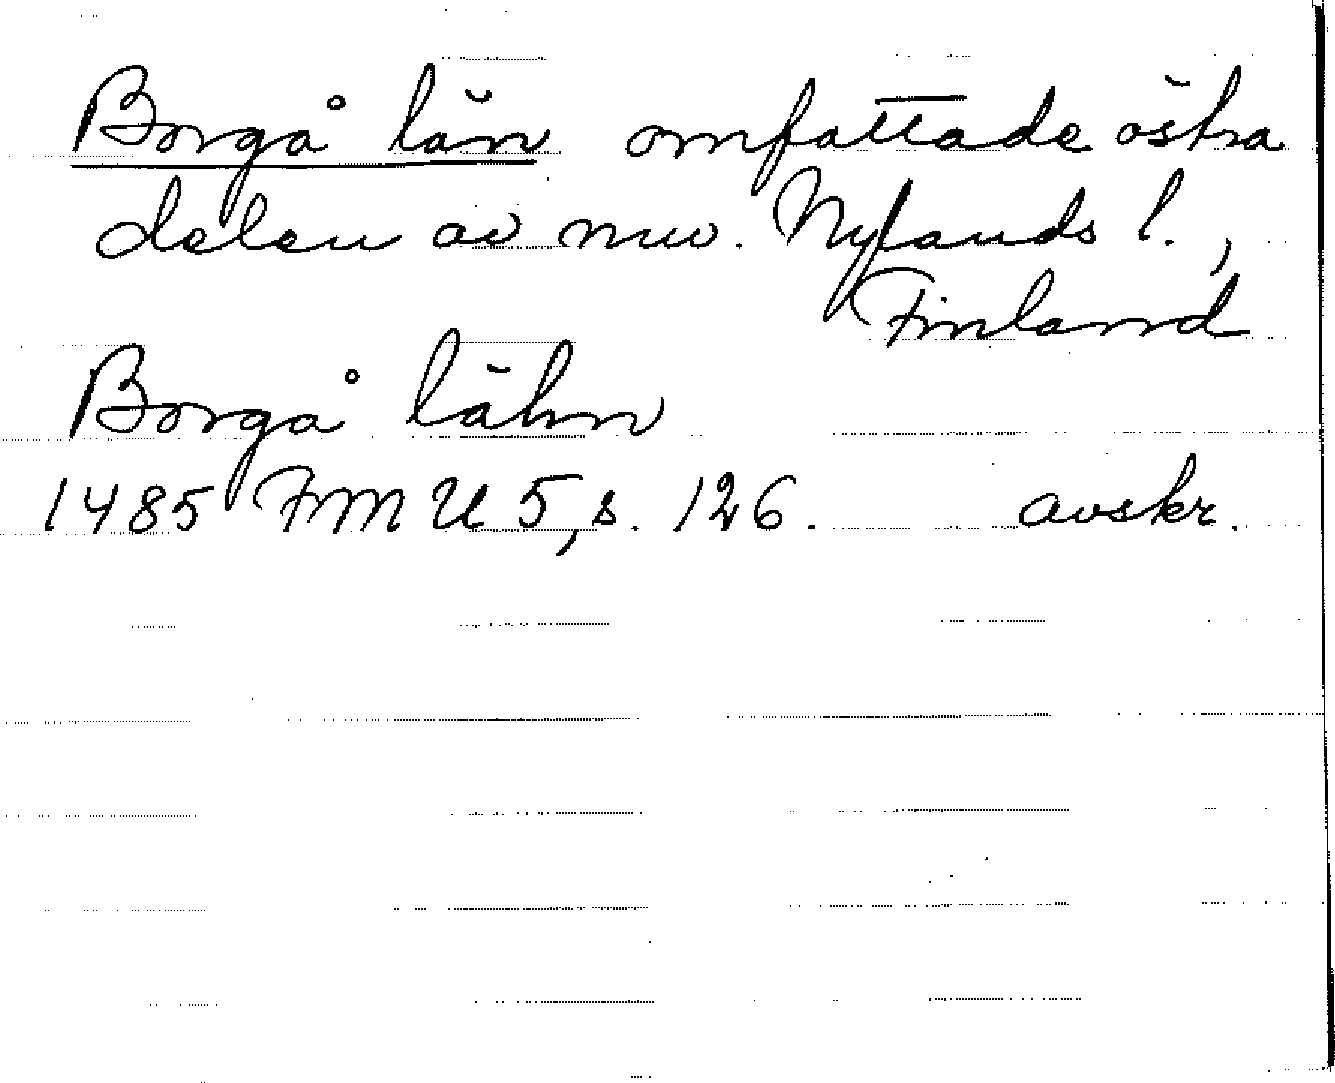 Borgå län omfattade östra
delen av nuv. Nylands l.,
Finland
Borgå lähn
1485 FMU 5, s. 126. avskr.